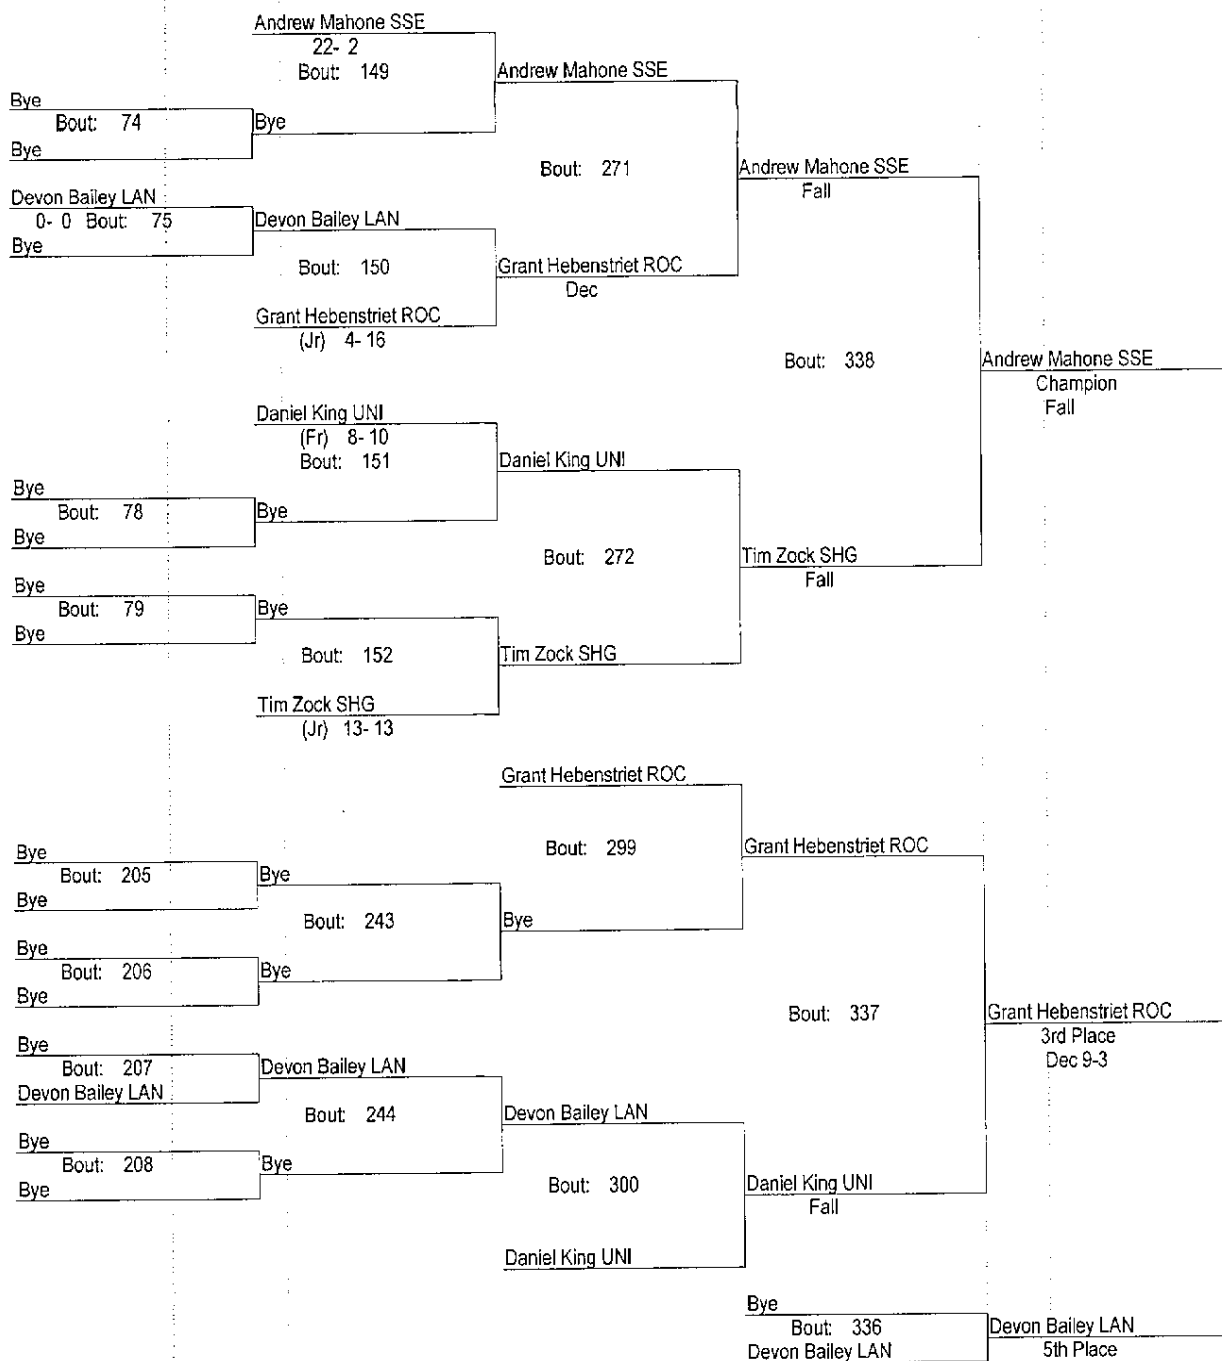 Andrew Mahone SSE
22- 2
Bout: 149
Andrew Mahone SSE
Bye
Bout: 74
Bye
Bye
Bout: 271
Andrew Mahone SSE
Fall
Devon Bailey LAN
0- 0 Bout: 75
Bye
Devon Bailey LAN
Bout: 150
Grant Hebenstriet ROC
Dec
Grant Hebenstriet ROC
(Jr) 4- 16
Bout: 338
Andrew Mahone SSE
Champion
Fall
Daniel King UNI
(Fr) 8- 10
Bout: 151
Daniel King UNI
Bye
Bout: 78
Bye
Bye
Bout: 272
Tim Zock SHG
Fall
Bye
Bout: 79
Bye
Bye
Bout: 152
Tim Zock SHG
Tim Zock SHG
(Jr) 13- 13
Grant Hebenstriet ROC
Bout: 299
Grant Hebenstriet ROC
Bye
Bout: 205
Bye
Bye
Bout: 243
Bye
Bye
Bout: 206
Bye
Bye
Bout: 337
Grant Hebenstriet ROC
3rd Place
Dec 9-3
Bye
Bout: 207
Devon Bailey LAN
Devon Bailey LAN
Bout: 244
Devon Bailey LAN
Bye
Bout: 208
Bye
Bye
Bout: 300
Daniel King UNI
Fall
Daniel King UNI
Bye
Bout: 336
Devon Bailey LAN
Devon Bailey LAN
5th Place